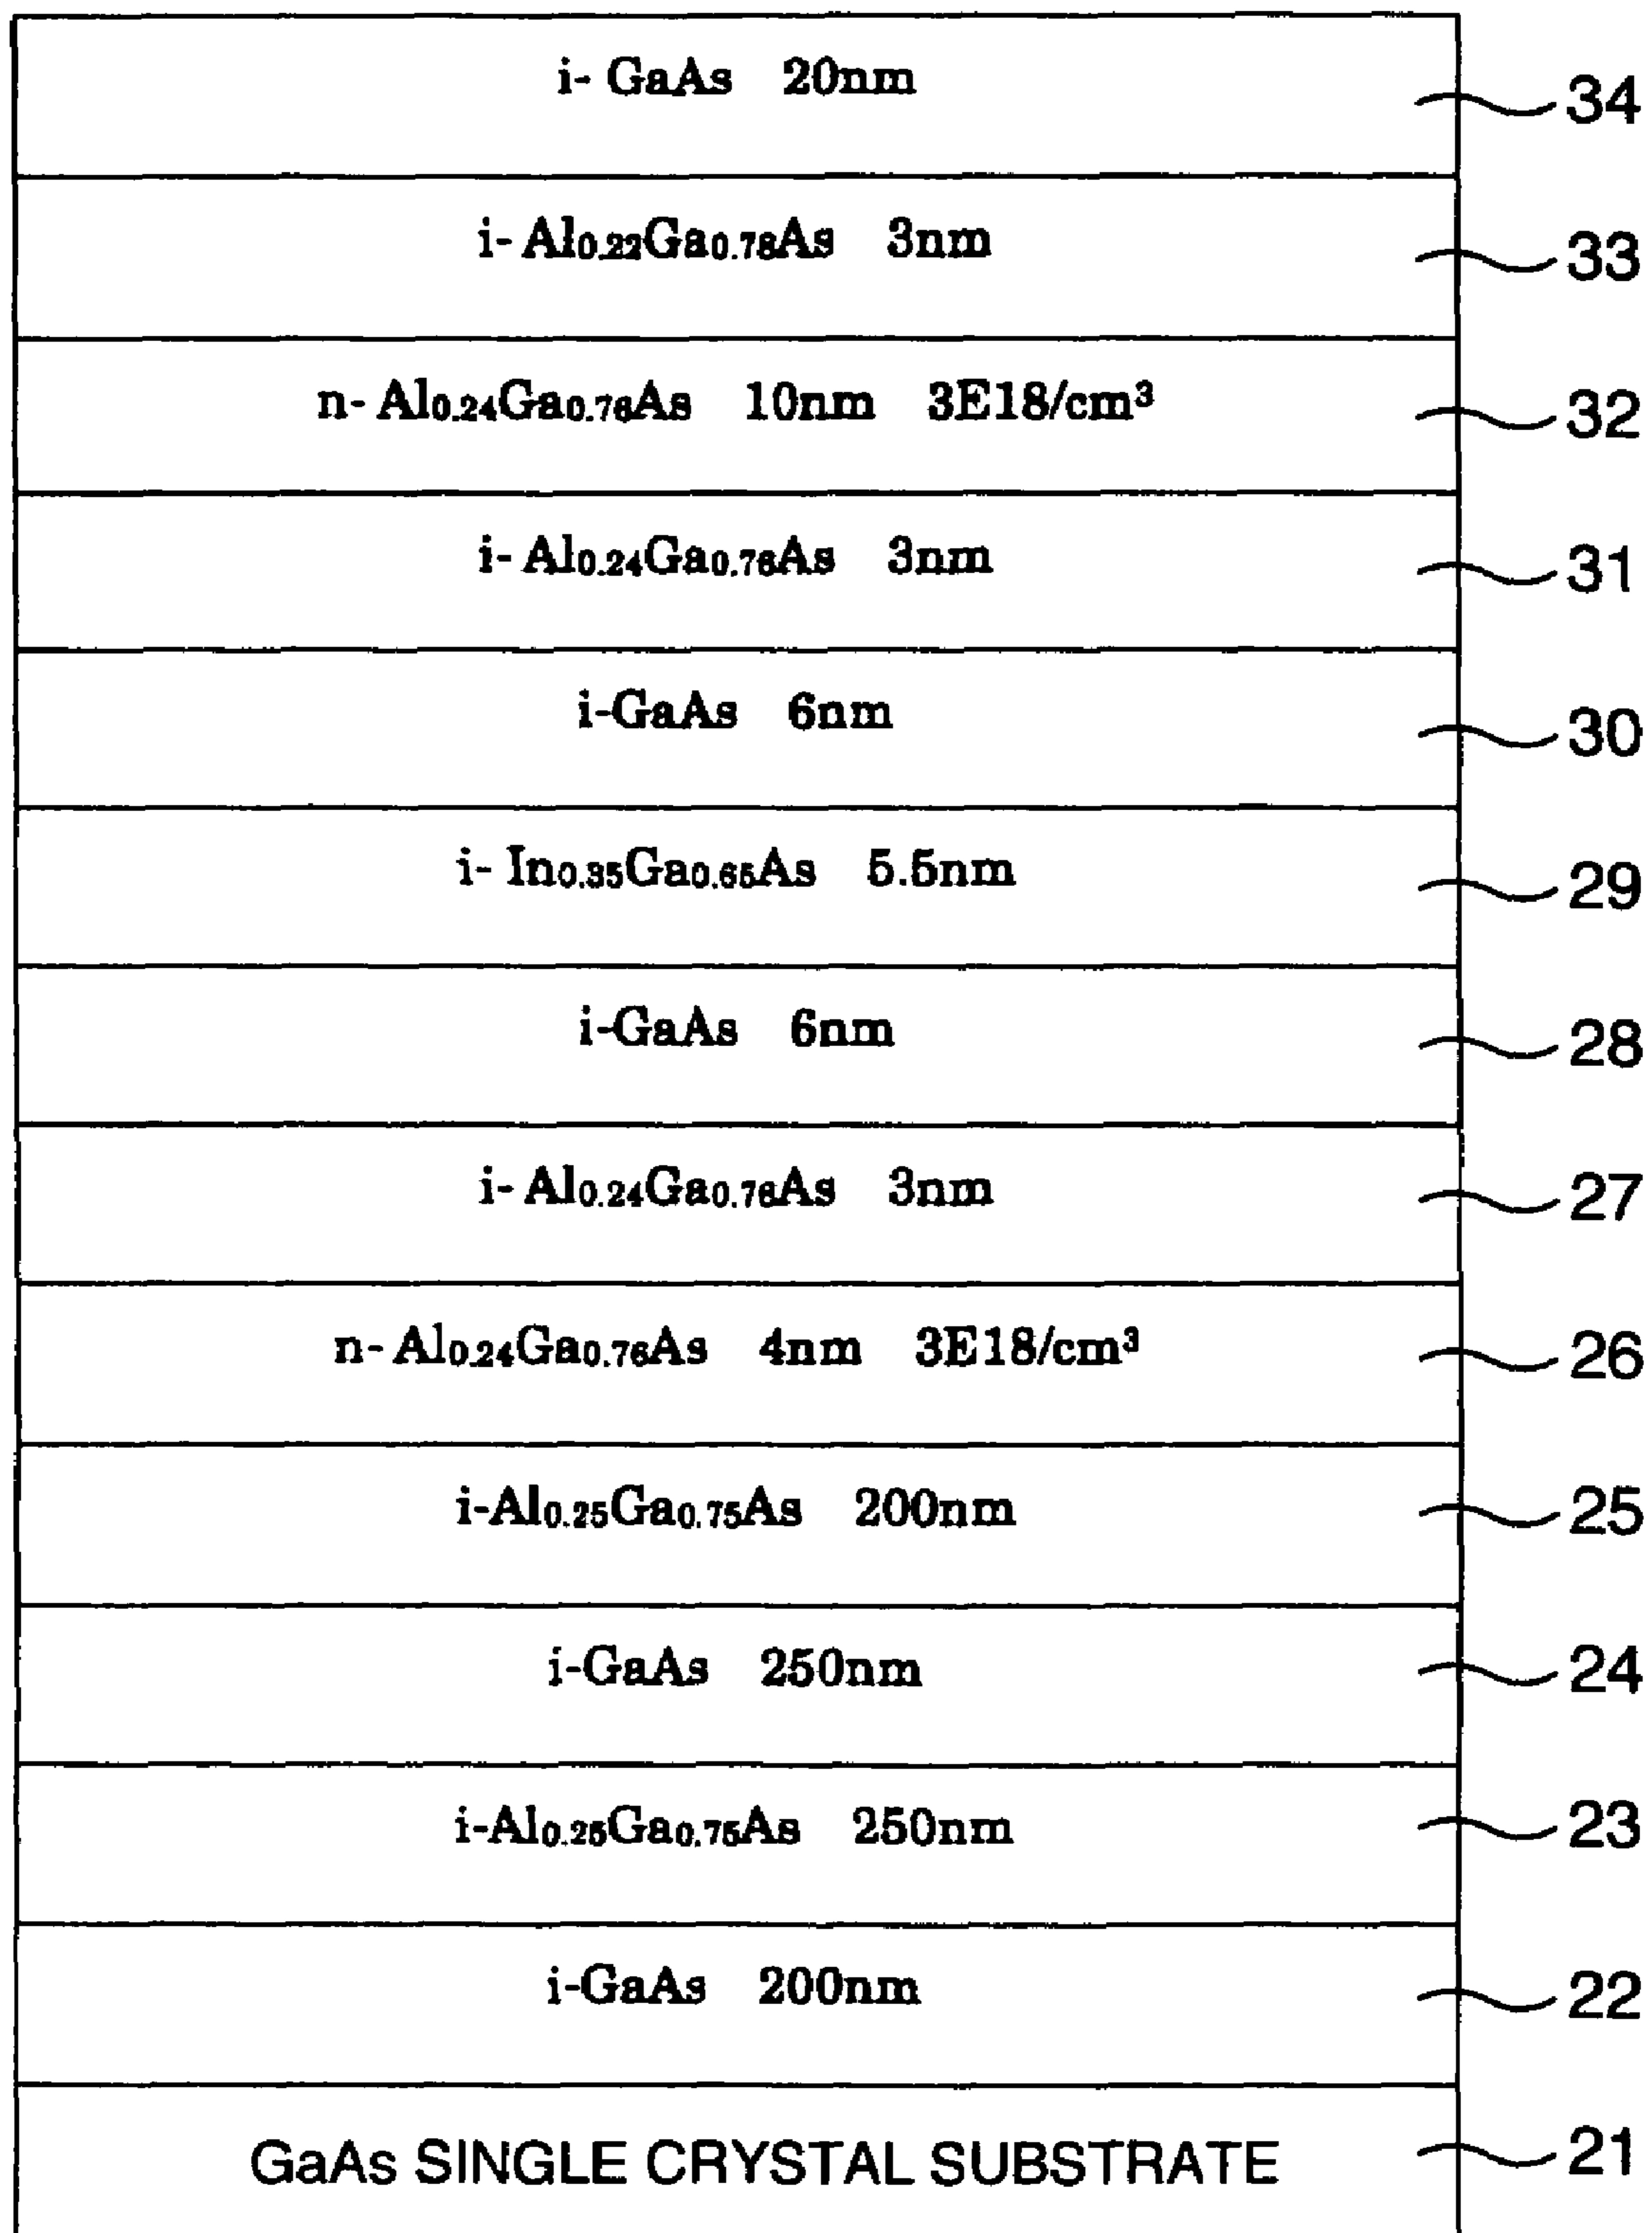 i- GaAs 20nm 34
i- Al0.22Ga0.78As 3nm 33
n- Al0.24Ga0.76As 10nm 3E18/cm³ 32
i- Al0.24Ga0.76As 3nm 31
i-GaAs 6nm 30
i- In0.35Ga0.65As 5.5nm 29
i-GaAs 6nm 28
i- Al0.24Ga0.76As 3nm 27
n- Al0.24Ga0.76As 4nm 3E18/cm³ 26
i-Al0.25Ga0.75As 200nm 25
i-GaAs 250nm 24
i-Al0.25Ga0.75As 250nm 23
i-GaAs 200nm 22
GaAs SINGLE CRYSTAL SUBSTRATE 21